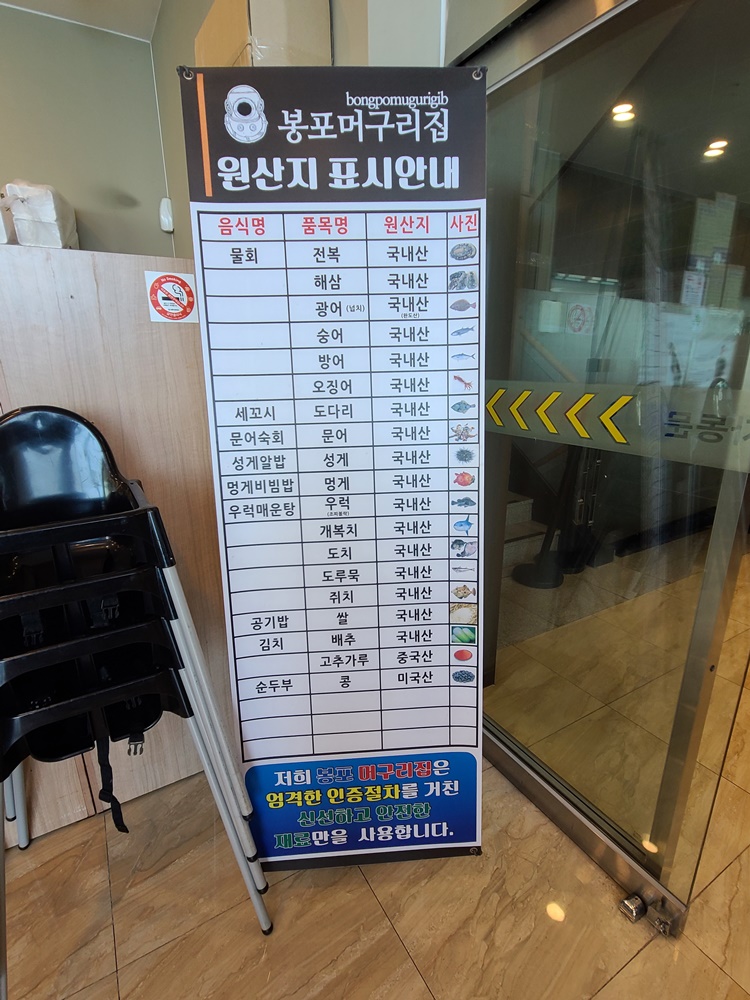 bongpomugurigib
봉포머구리집
원산지 표시안내
음식명 품목명 원산지 사진
물회 전복 국내산
해삼 국내산
광어 (넙치) 국내산
(완도산)
숭어 국내산
방어 국내산
오징어 국내산
세꼬시 도다리 국내산
문어숙회 문어 국내산
성게알밥 성게 국내산
멍게비빔밥 멍게 국내산
우럭매운탕 우럭 국내산
(조피볼락)
개복치 국내산
도치 국내산
도루묵 국내산
쥐치 국내산
공기밥 쌀 국내산
김치 배추 국내산
고추가루 중국산
순두부 콩 미국산
저희 봉포 머구리집은
엄격한 인증절차를 거친
신선하고 안전한
재료만을 사용합니다.
No Smoking